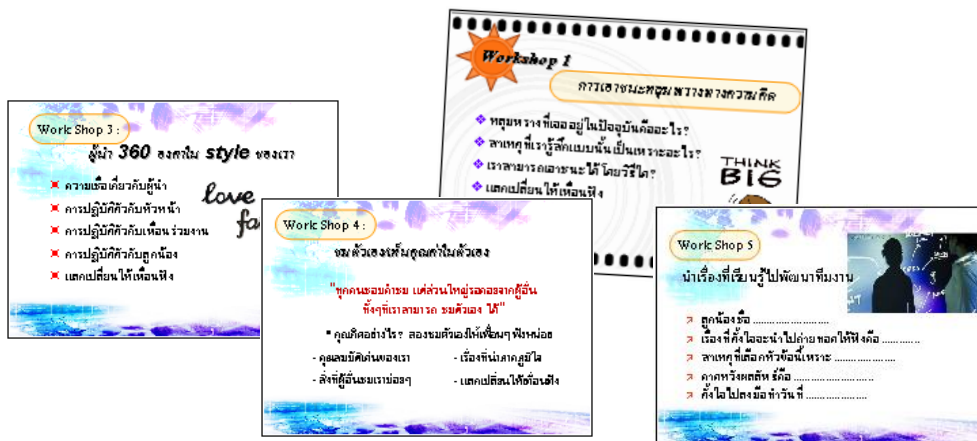 Workshop 1
การเอาชนะหลุมพรางทางความคิด
หลุมพรางที่เจออยู่ในปัจจุบันคืออะไร?
สาเหตุที่เรารู้สึกแบบนั้นเป็นเพราะอะไร?
เราสามารถเอาชนะได้ โดยวิธีใด?
แลกเปลี่ยนให้เพื่อนฟัง
THINK
BIG
Work Shop 3 :
ผู้นำ 360 องศาใน style ของเรา
ความเชื่อเกี่ยวกับผู้นำ
การปฏิบัติตัวกับหัวหน้า
การปฏิบัติตัวกับเพื่อนร่วมงาน
การปฏิบัติตัวกับลูกน้อง
แลกเปลี่ยนให้เพื่อนฟัง
love
Work Shop 4 :
ชมตัวเองเห็นคุณค่าในตัวเอง
"ทุกคนชอบคำชม แต่ส่วนใหญ่รอคอยจากผู้อื่น
ทั้งๆที่เราสามารถ ชมตัวเอง ได้"
* คุณคิดอย่างไร? ลองชมตัวเองให้เพื่อนๆ ฟังหน่อย
- คุณสมบัติเด่นของเรา
- เรื่องที่น่าภาคภูมิใจ
- สิ่งที่ผู้อื่นชมเราบ่อยๆ
- แลกเปลี่ยนให้เพื่อนฟัง
Work Shop 5
นำเรื่องที่เรียนรู้ไปพัฒนาทีมงาน
ลูกน้องชื่อ ........................
เรื่องที่ตั้งใจจะนำไปถ่ายทอดให้ฟังคือ ............
สาเหตุที่เลือกหัวข้อนี้เพราะ ...................
คาดหวังผลลัพธ์คือ .........................
ตั้งใจไปลงมือทำวันที่ ...................